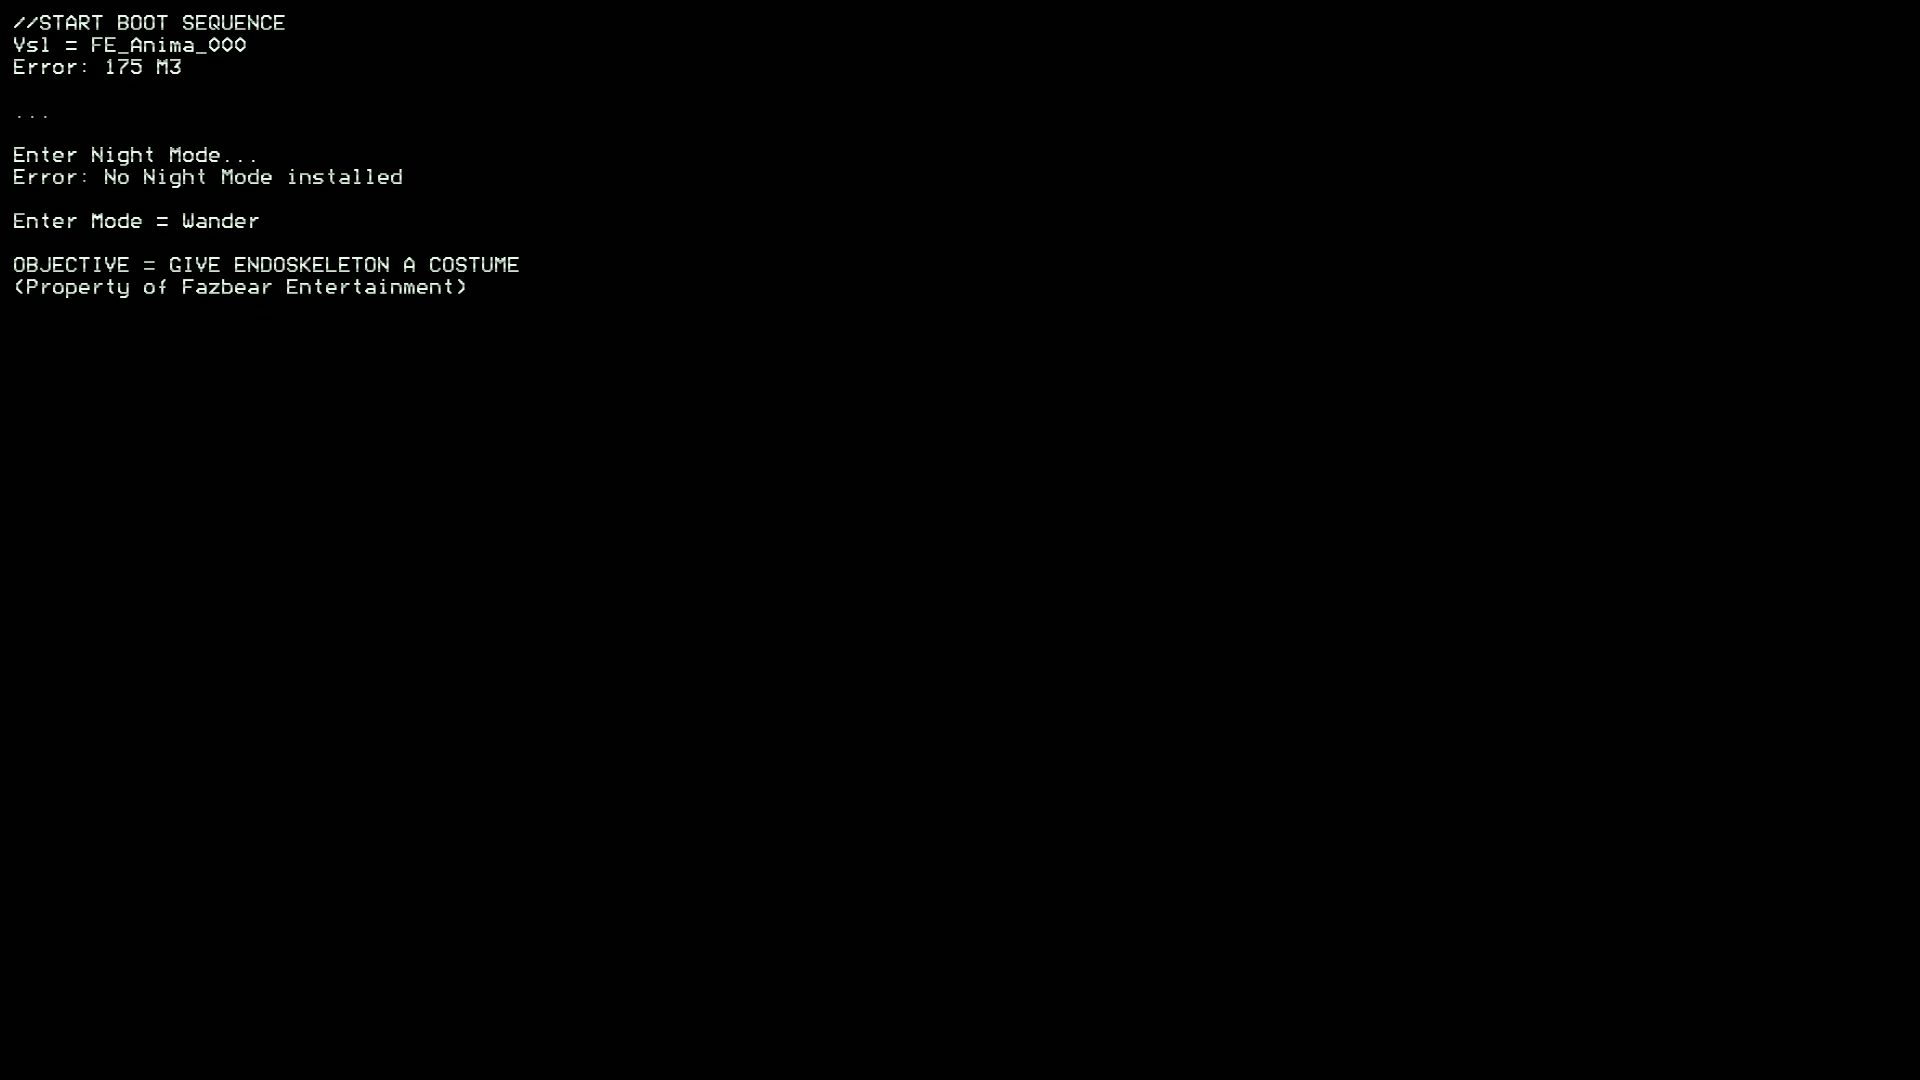 //START BOOT SEQUENCE
Vsl = FE_Anima_000
Error: 175 M3
...
Enter Night Mode...
Error: No Night Mode installed
Enter Mode = Wander
OBJECTIVE = GIVE ENDOSKELETON A COSTUME
(Property of Fazbear Entertainment)